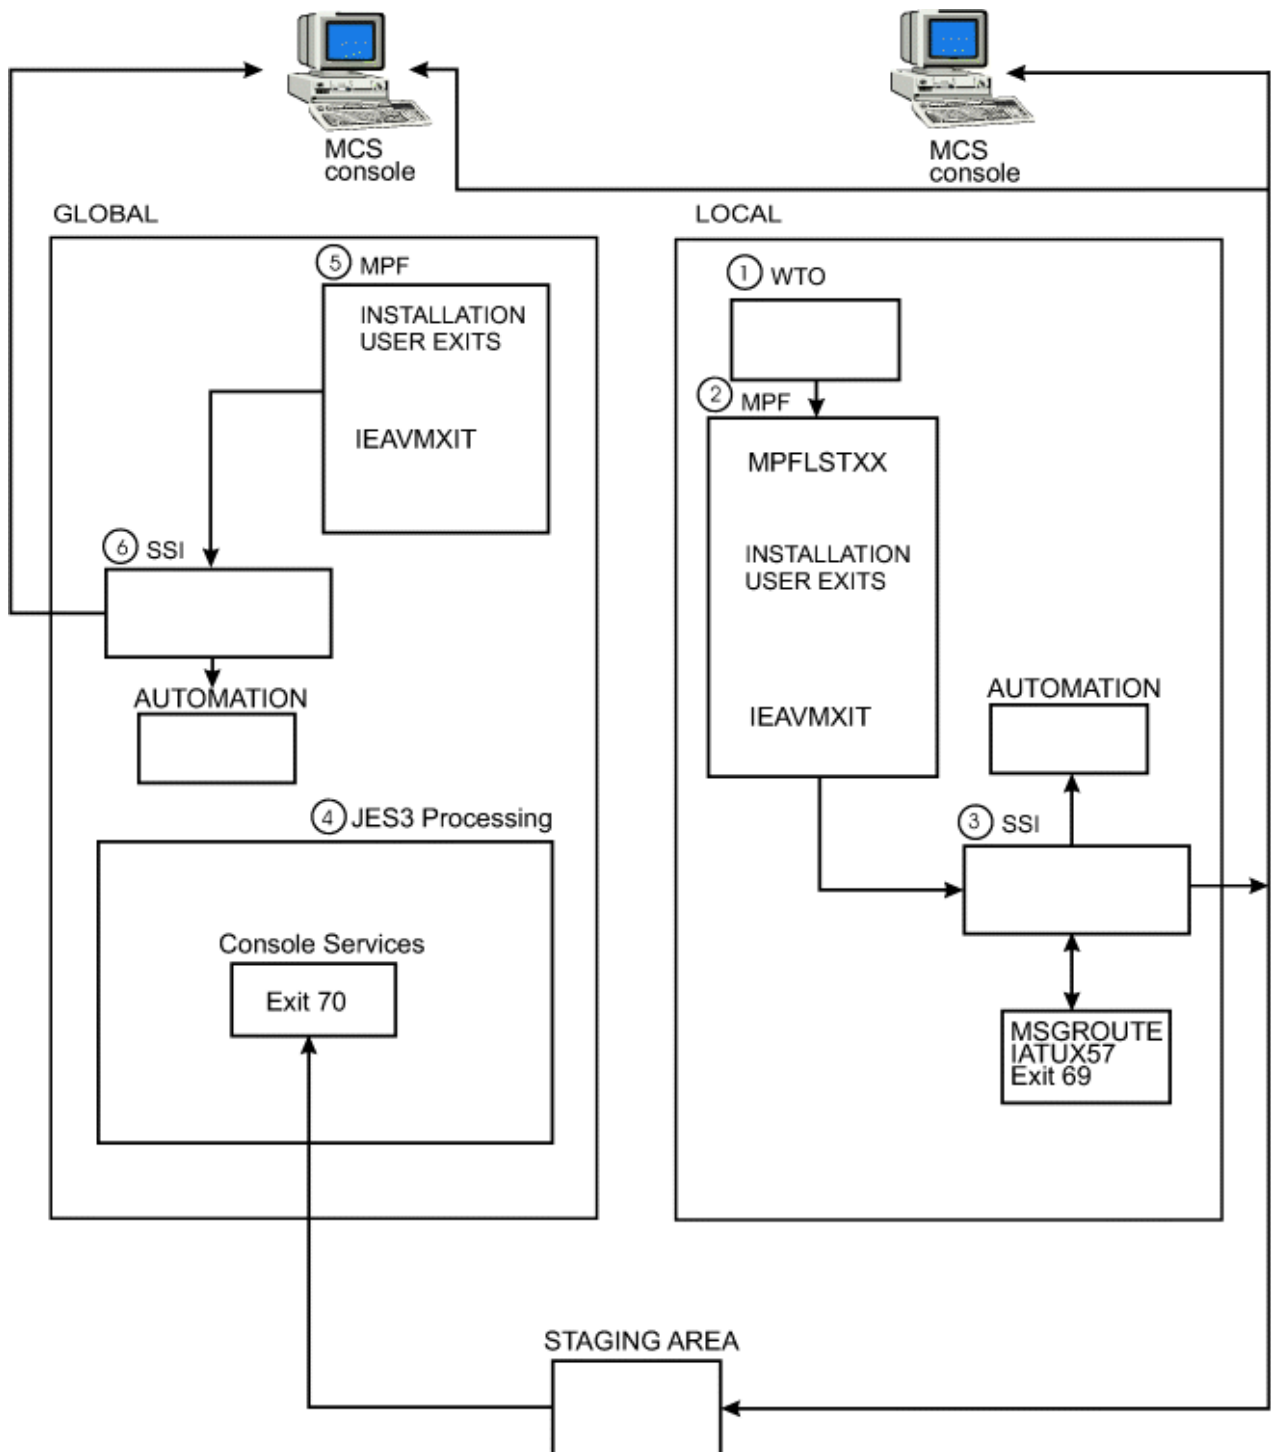 MCS
console
MCS
console
GLOBAL
LOCAL
5 MPF
INSTALLATION
USER EXITS
IEAVMXIT
6 SSI
AUTOMATION
4 JES3 Processing
Console Services
Exit 70
1 WTO
2 MPF
MPFLSTXX
INSTALLATION
USER EXITS
IEAVMXIT
AUTOMATION
3 SSI
MSGROUTE
IATUX57
Exit 69
STAGING AREA